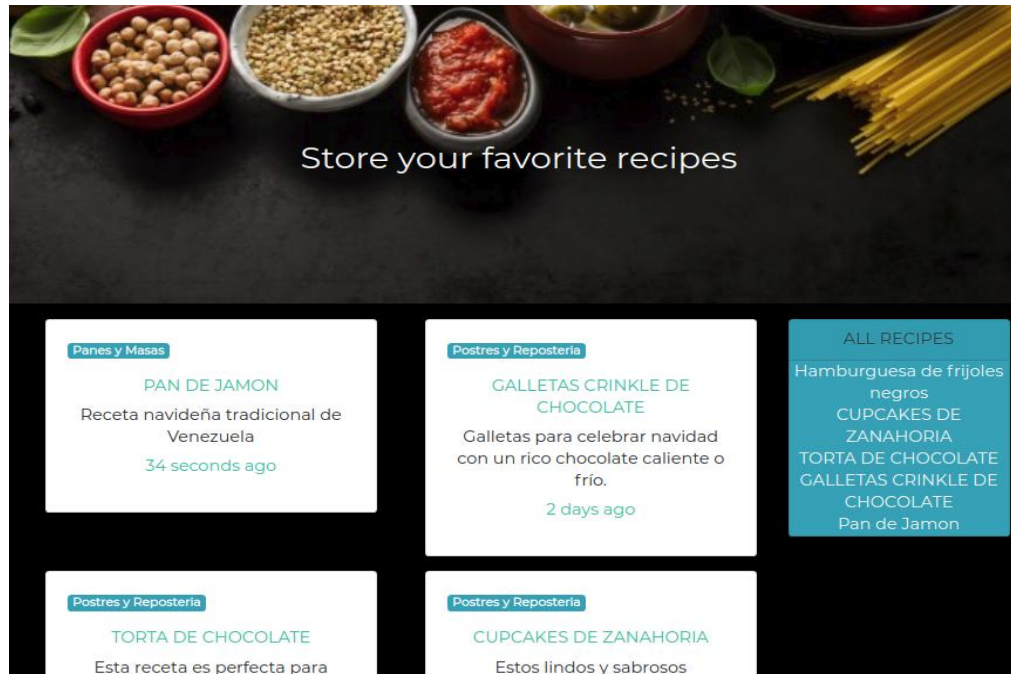 Store your favorite recipes
Panes y Masas
PAN DE JAMON
Receta navideña tradicional de
Venezuela
34 seconds ago
Postres y Reposteria
GALLETAS CRINKLE DE
CHOCOLATE
Galletas para celebrar navidad
con un rico chocolate caliente o
frío.
2 days ago
ALL RECIPES
Hamburguesa de frijoles
negros
CUPCAKES DE
ZANAHORIA
TORTA DE CHOCOLATE
GALLETAS CRINKLE DE
CHOCOLATE
Pan de Jamon
Postres y Reposteria
TORTA DE CHOCOLATE
Esta receta es perfecta para
Postres y Reposteria
CUPCAKES DE ZANAHORIA
Estos lindos y sabrosos